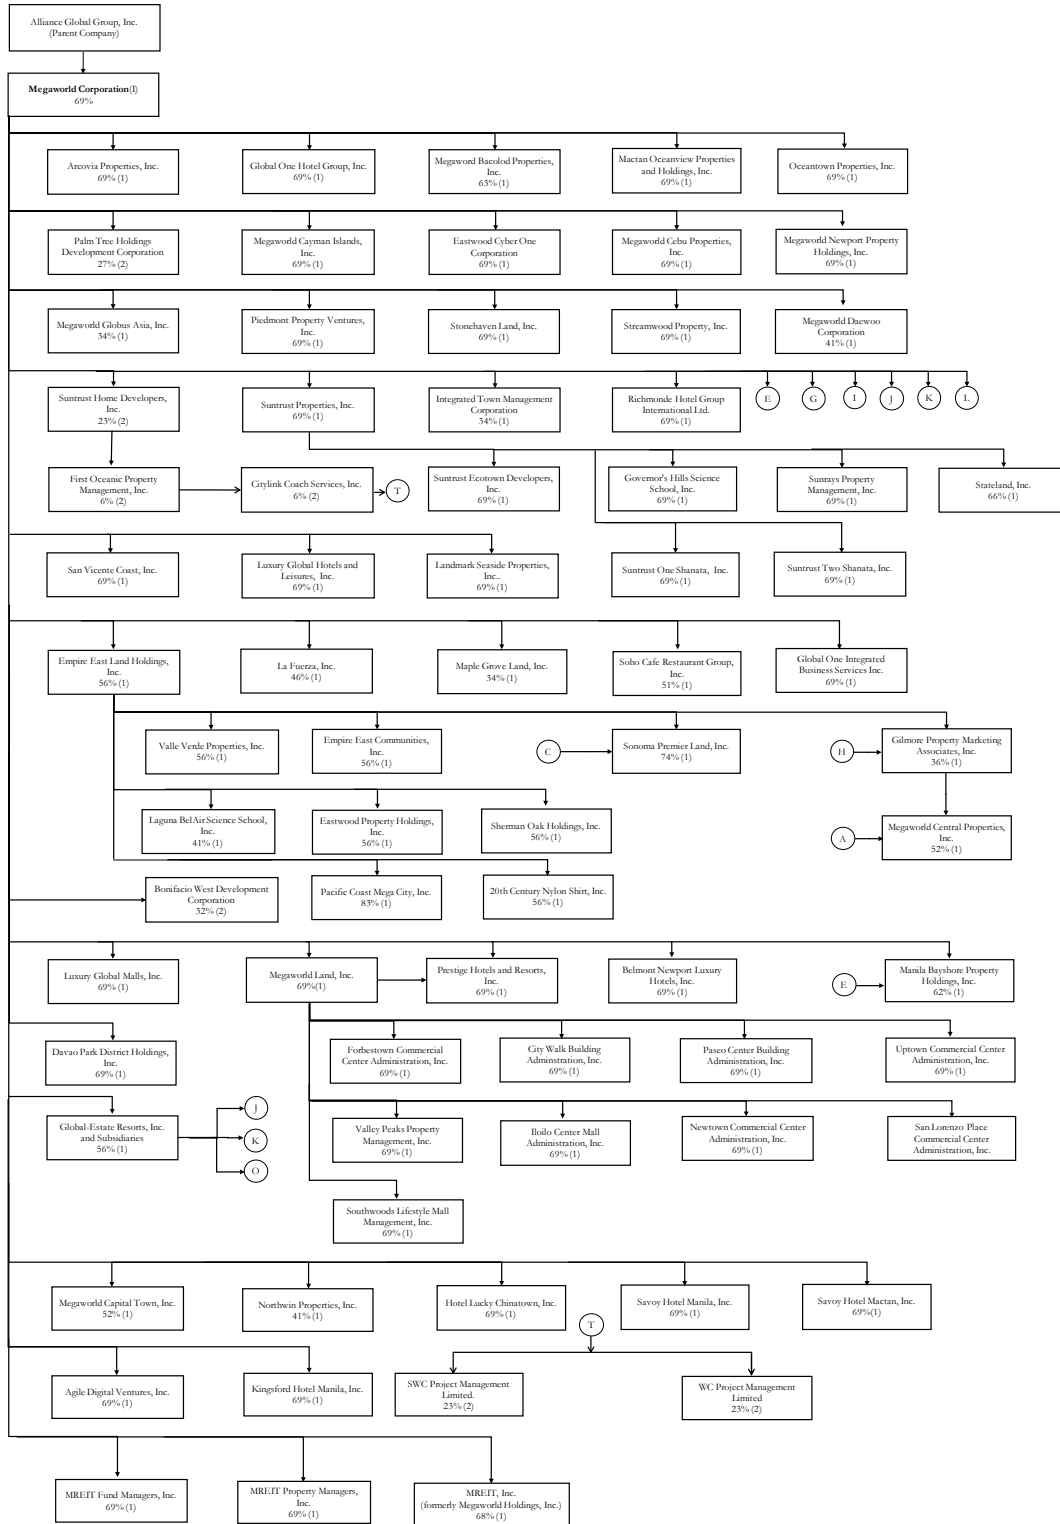 Alliance Global Group, Inc.
(Parent Company)
Megaworld Corporation(1)
69%
Arcovia Properties, Inc.
69% (1)
Global One Hotel Group, Inc.
69% (1)
Megaword Bacolod Properties,
Inc.
63% (1)
Mactan Oceanview Properties
and Holdings, Inc.
69% (1)
Oceantown Properties, Inc.
69% (1)
Palm Tree Holdings
Development Corporation
27% (2)
Megaworld Cayman Islands,
Inc.
69% (1)
Eastwood Cyber One
Corporation
69% (1)
Megaworld Cebu Properties,
Inc.
69% (1)
Megaworld Newport Property
Holdings, Inc.
69% (1)
Megaworld Globus Asia, Inc.
34% (1)
Piedmont Property Ventures,
Inc.
69% (1)
Stonehaven Land, Inc.
69% (1)
Streamwood Property, Inc.
69% (1)
Megaworld Daewoo
Corporation
41% (1)
Suntrust Home Developers,
Inc.
23% (2)
Suntrust Properties, Inc.
69% (1)
Integrated Town Management
Corporation
34% (1)
Richmonde Hotel Group
International Ltd.
69% (1)
E
G
I
J
K
L
First Oceanic Property
Management, Inc.
6% (2)
Citylink Coach Services, Inc.
6% (2)
T
Suntrust Ecotown Developers,
Inc.
69% (1)
Governor's Hills Science
School, Inc.
69% (1)
Sunrays Property
Management, Inc.
69% (1)
Stateland, Inc.
66% (1)
San Vicente Coast, Inc.
69% (1)
Luxury Global Hotels and
Leisures, Inc.
69% (1)
Landmark Seaside Properties,
Inc..
69% (1)
Suntrust One Shanata, Inc.
69% (1)
Suntrust Two Shanata, Inc.
69% (1)
Empire East Land Holdings,
Inc.
56% (1)
La Fuerza, Inc.
46% (1)
Maple Grove Land, Inc.
34% (1)
Soho Cafe Restaurant Group,
Inc.
51% (1)
Global One Integrated
Business Services Inc.
69% (1)
Valle Verde Properties, Inc.
56% (1)
Empire East Communities,
Inc.
56% (1)
C
Sonoma Premier Land, Inc.
74% (1)
H
Gilmore Property Marketing
Associates, Inc.
36% (1)
Laguna BelAir Science School,
Inc.
41% (1)
Eastwood Property Holdings,
Inc.
56% (1)
Sherman Oak Holdings, Inc.
56% (1)
A
Megaworld Central Properties,
Inc.
52% (1)
Bonifacio West Development
Corporation
32% (2)
Pacific Coast Mega City, Inc.
83% (1)
20th Century Nylon Shirt, Inc.
56% (1)
Luxury Global Malls, Inc.
69% (1)
Megaworld Land, Inc.
69%(1)
Prestige Hotels and Resorts,
Inc.
69% (1)
Belmont Newport Luxury
Hotels, Inc.
69% (1)
E
Manila Bayshore Property
Holdings, Inc.
62% (1)
Davao Park District Holdings,
Inc.
69% (1)
Forbestown Commercial
Center Administration, Inc.
69% (1)
City Walk Building
Adminstration, Inc.
69% (1)
Paseo Center Building
Administration, Inc.
69% (1)
Uptown Commercial Center
Administration, Inc.
69% (1)
Global-Estate Resorts, Inc.
and Subsidiaries
56% (1)
J
K
O
Valley Peaks Property
Management, Inc.
69% (1)
Iloilo Center Mall
Administration, Inc.
69% (1)
Newtown Commercial Center
Administration, Inc.
69% (1)
San Lorenzo Place
Commercial Center
Administration, Inc.
Southwoods Lifestyle Mall
Management, Inc.
69% (1)
Megaworld Capital Town, Inc.
52% (1)
Northwin Properties, Inc.
41% (1)
Hotel Lucky Chinatown, Inc.
69% (1)
Savoy Hotel Manila, Inc.
69% (1)
Savoy Hotel Mactan, Inc.
69%(1)
T
Agile Digital Ventures, Inc.
69% (1)
Kingsford Hotel Manila, Inc.
69% (1)
SWC Project Management
Limited.
23% (2)
WC Project Management
Limited
23% (2)
MREIT Fund Managers, Inc.
69% (1)
MREIT Property Managers,
Inc.
69% (1)
MREIT, Inc.
(formerly Megaworld Holdings, Inc.)
68% (1)